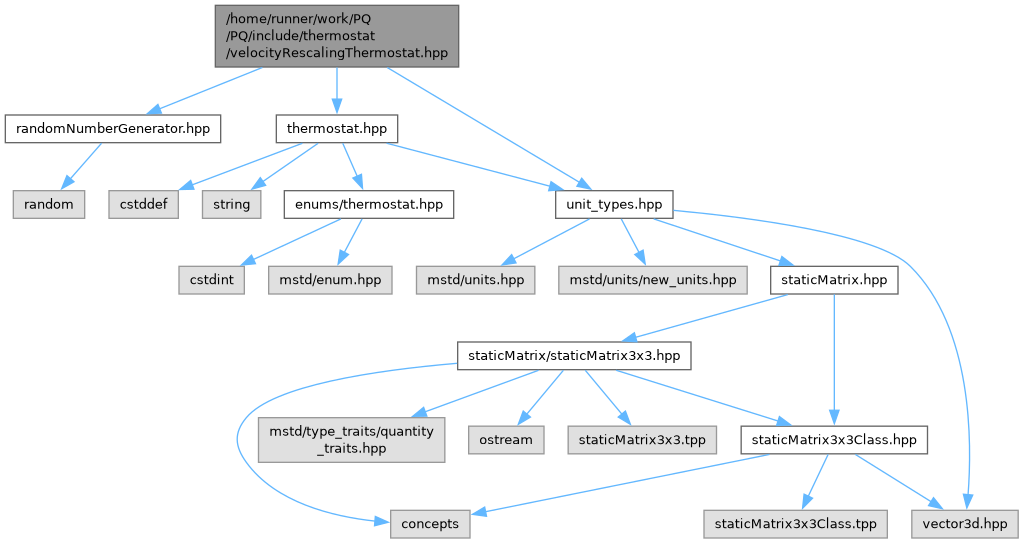 /home/runner/work/PQ
/PQ/include/thermostat
/velocityRescalingThermostat.hpp
randomNumberGenerator.hpp
thermostat.hpp
random
cstddef
string
enums/thermostat.hpp
unit_types.hpp
cstdint
mstd/enum.hpp
mstd/units.hpp
mstd/units/new_units.hpp
staticMatrix.hpp
staticMatrix/staticMatrix3x3.hpp
mstd/type_traits/quantity
_traits.hpp
ostream
staticMatrix3x3.tpp
staticMatrix3x3Class.hpp
concepts
staticMatrix3x3Class.tpp
vector3d.hpp